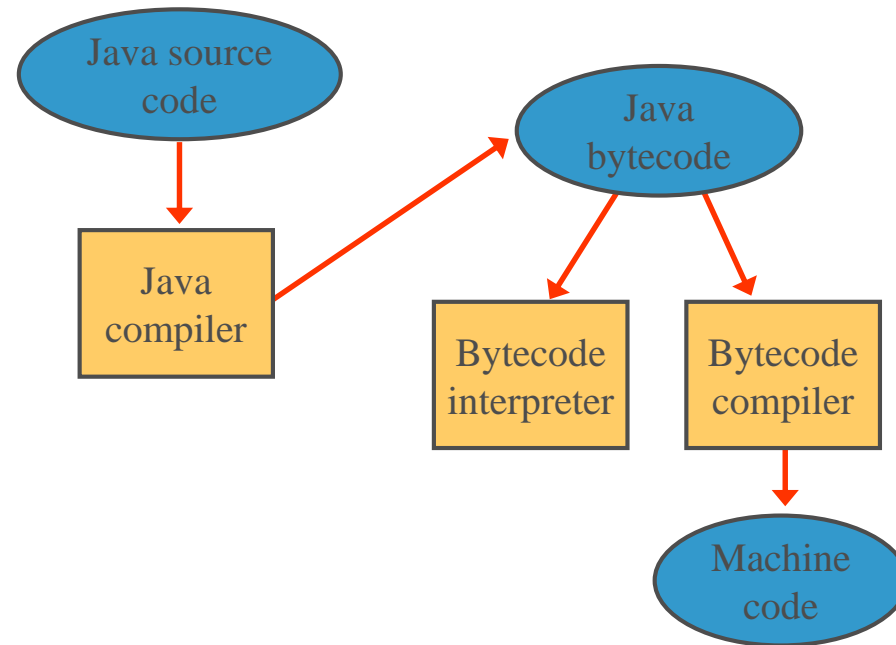 Java source
code
Java
compiler
Java
bytecode
Bytecode
interpreter
Bytecode
compiler
Machine
code